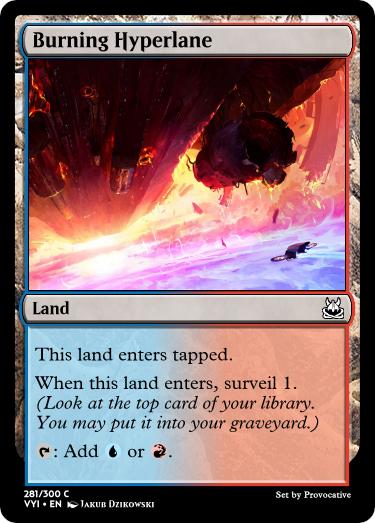 Burning Hyperlane
Land
This land enters tapped.
When this land enters, surveil 1.
(Look at the top card of your library.
You may put it into your graveyard.)
: Add or .
281/300 C
VYI • EN Jakub Dzikowski
Set by Provocative